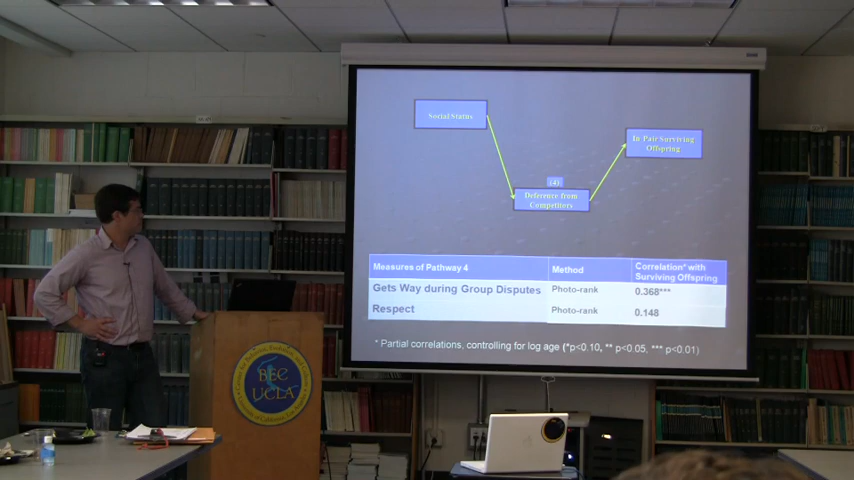 Social Status
In-Pair Surviving
Offspring
(4)
Deference from
Competitors
Measures of Pathway 4
Method
Correlation* with
Surviving Offspring
Gets Way during Group Disputes
Photo-rank
0.368***
Respect
Photo-rank
0.148
* Partial correlations, controlling for log age (*p<0.10, ** p<0.05, *** p<0.01)
BEC
UCLA